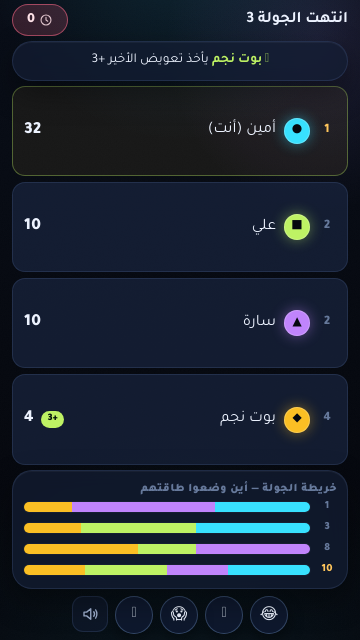 انتهت الجولة 3
0
بوت نجم يأخذ تعويض الأخير +3
1 أمين (أنت) 32
2 علي 10
2 سارة 10
4 بوت نجم +3 4
خريطة الجولة — أين وضعوا طاقتهم
1
3
8
10